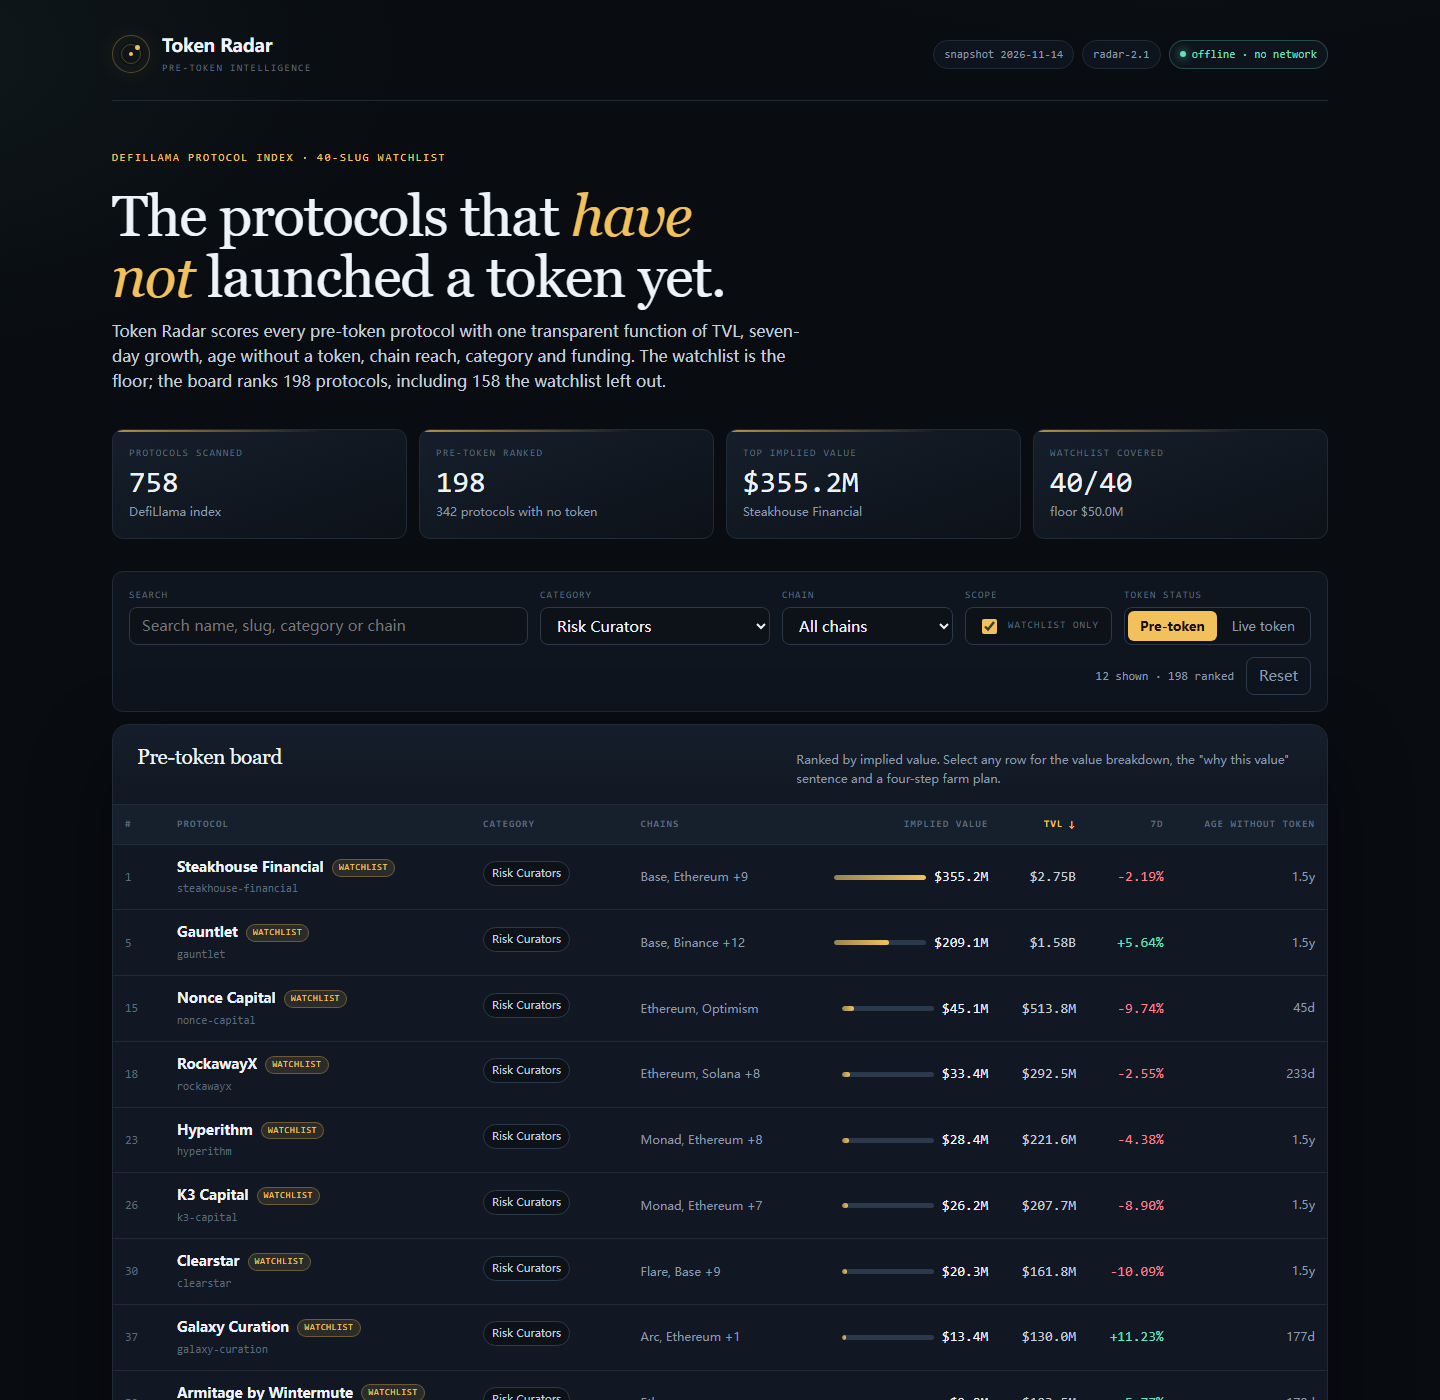 Token Radar
PRE-TOKEN INTELLIGENCE
snapshot 2026-11-14
radar-2.1
offline · no network
DEFILLAMA PROTOCOL INDEX · 40-SLUG WATCHLIST
The protocols that have
not launched a token yet.
Token Radar scores every pre-token protocol with one transparent function of TVL, seven-
day growth, age without a token, chain reach, category and funding. The watchlist is the
floor; the board ranks 198 protocols, including 158 the watchlist left out.
PROTOCOLS SCANNED
758
DefiLlama index
PRE-TOKEN RANKED
198
342 protocols with no token
TOP IMPLIED VALUE
$355.2M
Steakhouse Financial
WATCHLIST COVERED
40/40
floor $50.0M
SEARCH
Search name, slug, category or chain
CATEGORY
Risk Curators
CHAIN
All chains
SCOPE
WATCHLIST ONLY
TOKEN STATUS
Pre-token Live token
12 shown · 198 ranked
Reset
Pre-token board
Ranked by implied value. Select any row for the value breakdown, the "why this value"
sentence and a four-step farm plan.
# PROTOCOL CATEGORY CHAINS IMPLIED VALUE TVL ↓ 7D AGE WITHOUT TOKEN
1 Steakhouse Financial WATCHLIST Risk Curators Base, Ethereum +9 $355.2M $2.75B -2.19% 1.5y
steakhouse-financial
5 Gauntlet WATCHLIST Risk Curators Base, Binance +12 $209.1M $1.58B +5.64% 1.5y
gauntlet
15 Nonce Capital WATCHLIST Risk Curators Ethereum, Optimism $45.1M $513.8M -9.74% 45d
nonce-capital
18 RockawayX WATCHLIST Risk Curators Ethereum, Solana +8 $33.4M $292.5M -2.55% 233d
rockawayx
23 Hyperithm WATCHLIST Risk Curators Monad, Ethereum +8 $28.4M $221.6M -4.38% 1.5y
hyperithm
26 K3 Capital WATCHLIST Risk Curators Monad, Ethereum +7 $26.2M $207.7M -8.90% 1.5y
k3-capital
30 Clearstar WATCHLIST Risk Curators Flare, Base +9 $20.3M $161.8M -10.09% 1.5y
clearstar
37 Galaxy Curation WATCHLIST Risk Curators Arc, Ethereum +1 $13.4M $130.0M +11.23% 177d
galaxy-curation
Armitage by Wintermute WATCHLIST Risk Curators